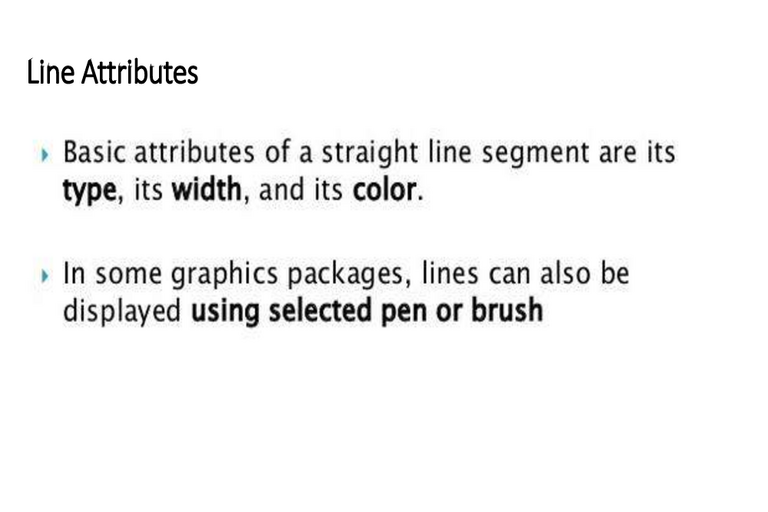 Line Attributes
Basic attributes of a straight line segment are its
type, its width, and its color.
In some graphics packages, lines can also be
displayed using selected pen or brush